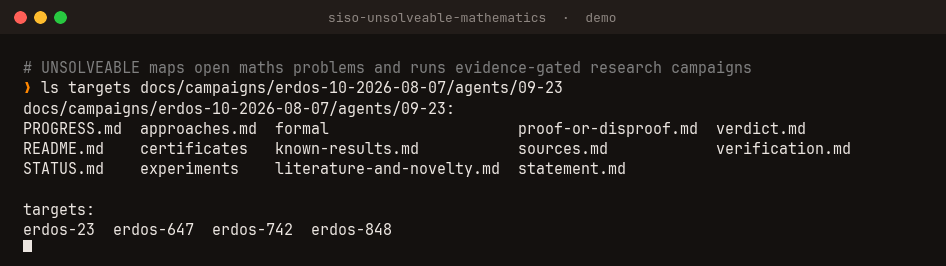 siso-unsolveable-mathematics · demo
# UNSOLVEABLE maps open maths problems and runs evidence-gated research campaigns
❯ ls targets docs/campaigns/erdos-10-2026-08-07/agents/09-23
docs/campaigns/erdos-10-2026-08-07/agents/09-23:
PROGRESS.md  approaches.md  formal                     proof-or-disproof.md  verdict.md
README.md    certificates   known-results.md           sources.md            verification.md
STATUS.md    experiments    literature-and-novelty.md  statement.md
targets:
erdos-23  erdos-647  erdos-742  erdos-848